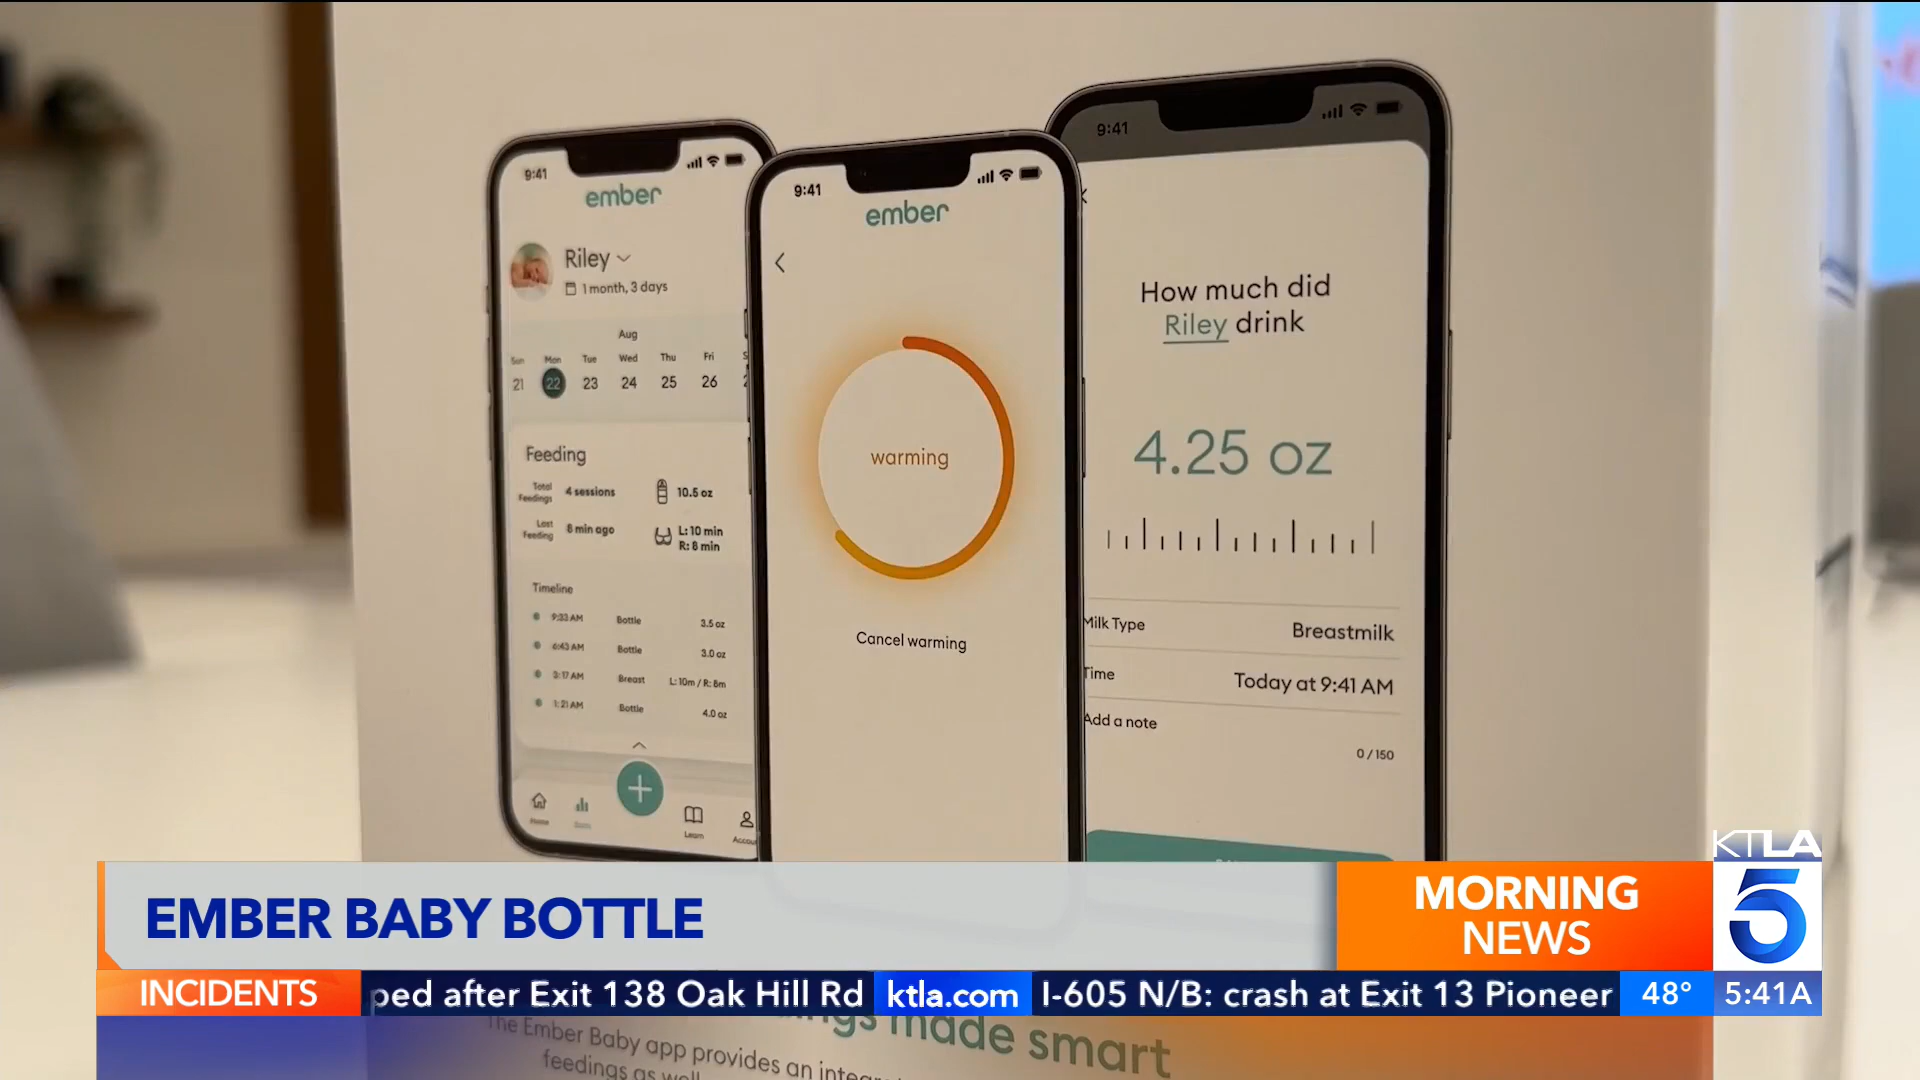 9:41
ember
Riley
1 month, 3 days
Aug
Sun Mon Tue Wed Thu Fri S
21 22 23 24 25 26
Feeding
Total Feedings 4 sessions 10.5 oz
Last Feeding 8 min ago L: 10 min
R: 8 min
Timeline
9:33 AM Bottle 3.5 oz
6:43 AM Bottle 3.0 oz
3:17 AM Breast L: 10m / R: 8m
1:21 AM Bottle 4.0 oz
Home Learn Accou
9:41
ember
warming
Cancel warming
9:41
How much did
Riley drink
4.25 oz
Milk Type Breastmilk
Time Today at 9:41 AM
Add a note
0 / 150
EMBER BABY BOTTLE
MORNING
NEWS
KTLA
5
INCIDENTS ped after Exit 138 Oak Hill Rd ktla.com I-605 N/B: crash at Exit 13 Pioneer 48° 5:41A
made smart
The Ember Baby app provides an integr
feedings as well